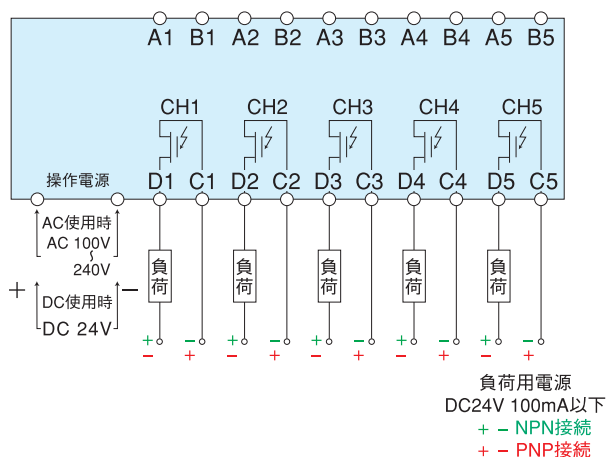 A1 B1 A2 B2 A3 B3 A4 B4 A5 B5
CH1 CH2 CH3 CH4 CH5
操作電源
D1 C1 D2 C2 D3 C3 D4 C4 D5 C5
AC使用時
AC 100V
～
240V
負荷 負荷 負荷 負荷 負荷
+ −
DC使用時
DC 24V
+ − + − + − + − + −
− + − + − + − + − +
負荷用電源
DC24V 100mA以下
+ − NPN接続
+ − PNP接続